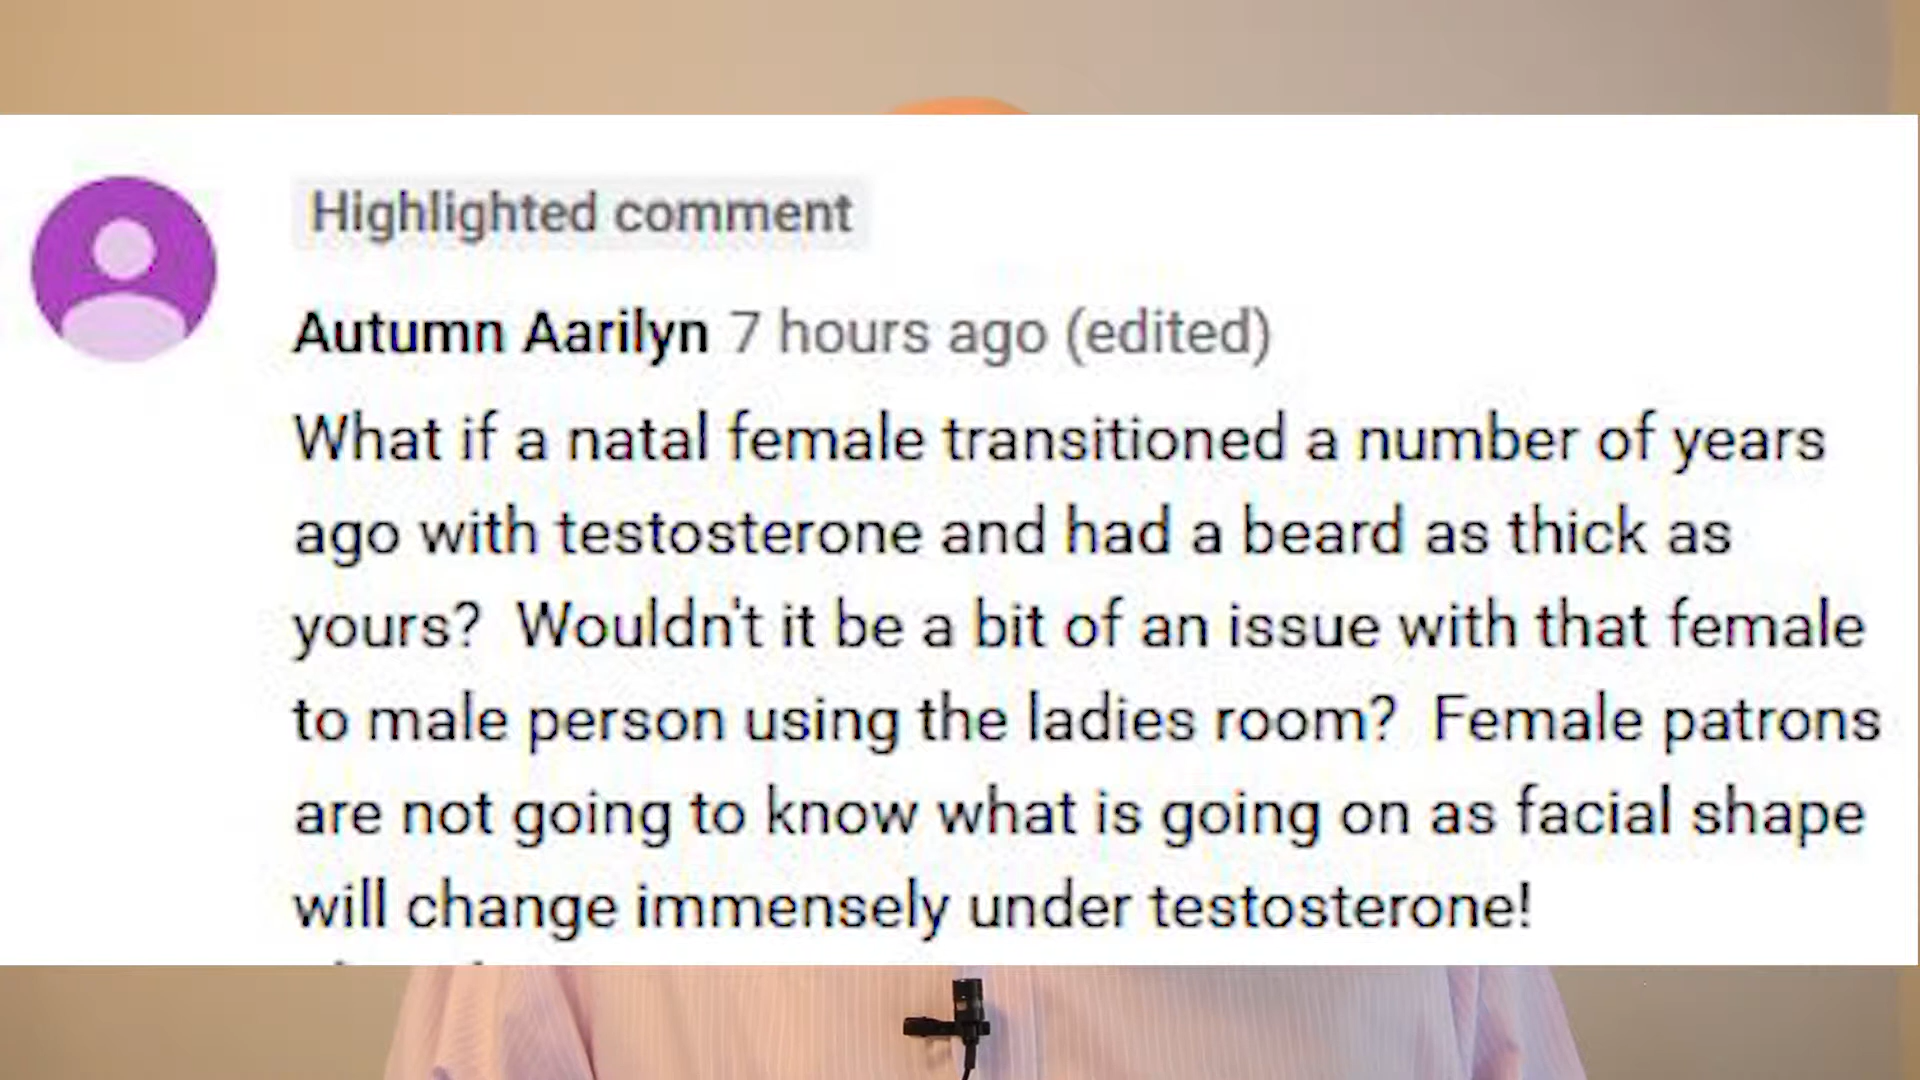 Highlighted comment
Autumn Aarilyn 7 hours ago (edited)
What if a natal female transitioned a number of years
ago with testosterone and had a beard as thick as
yours?  Wouldn't it be a bit of an issue with that female
to male person using the ladies room?  Female patrons
are not going to know what is going on as facial shape
will change immensely under testosterone!